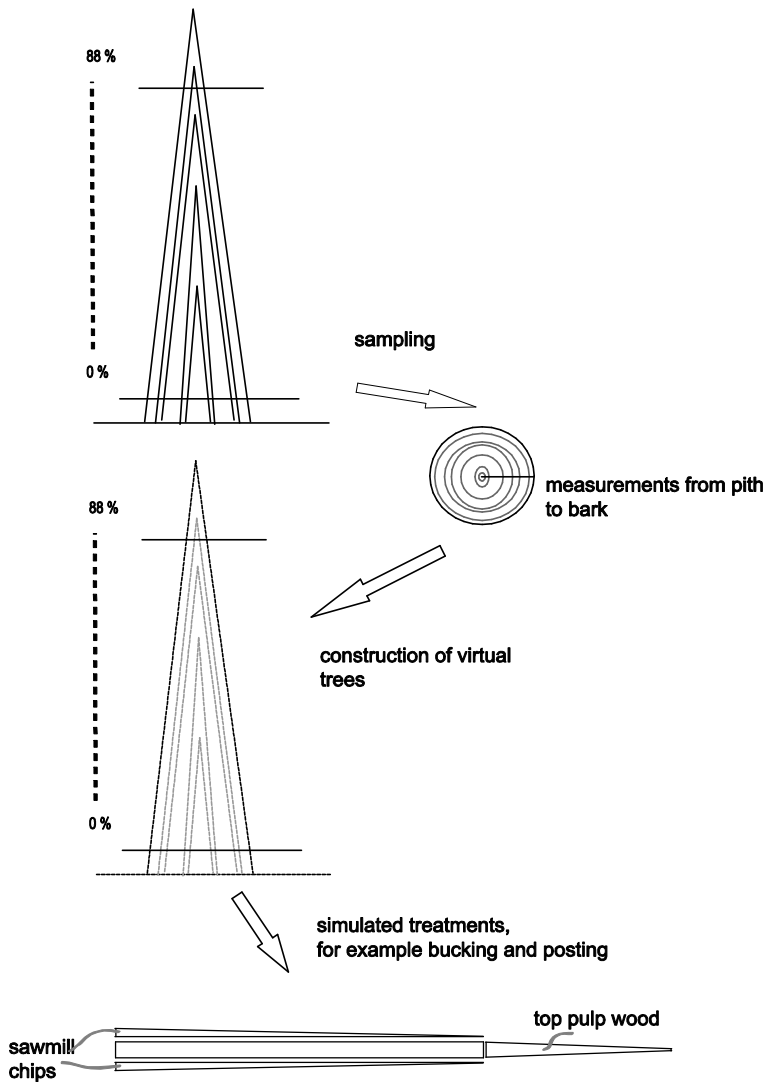 88 %
0 %
sampling
measurements from pith
to bark
88 %
0 %
construction of virtual
trees
simulated treatments,
for example bucking and posting
top pulp wood
sawmill
chips